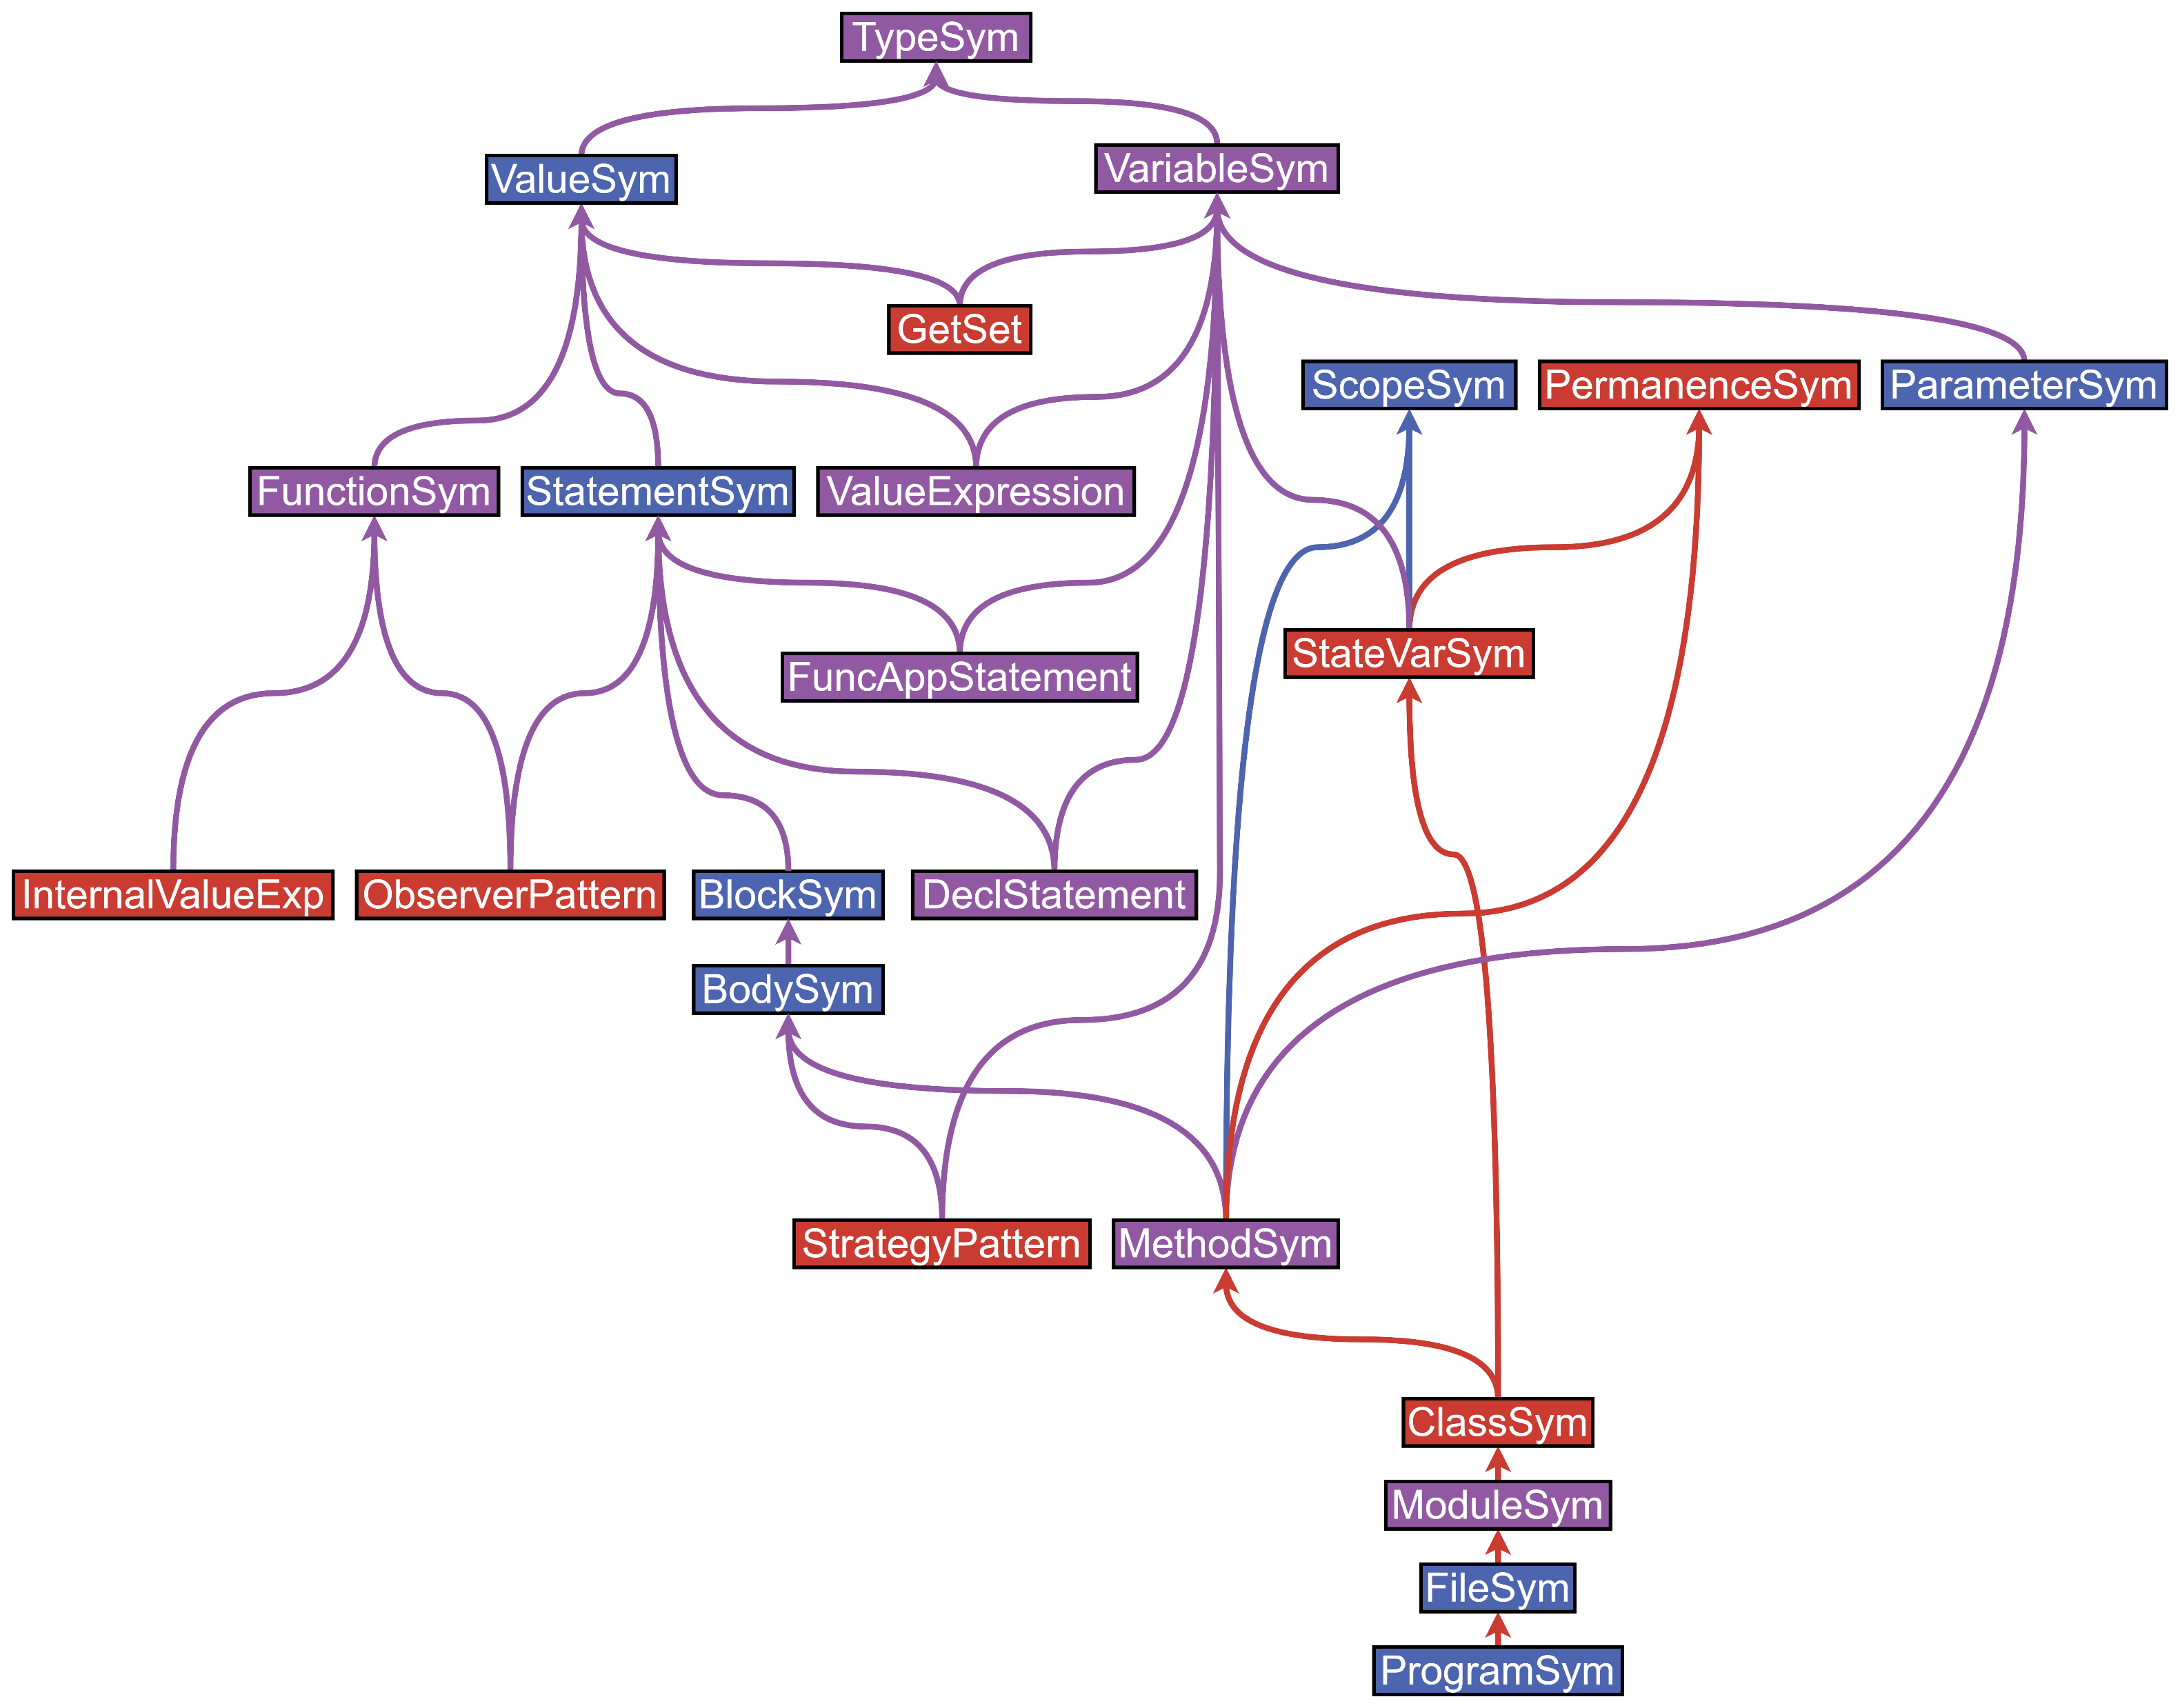 TypeSym
VariableSym
ValueSym
GetSet
ScopeSym
PermanenceSym
ParameterSym
FunctionSym
StatementSym
ValueExpression
StateVarSym
FuncAppStatement
InternalValueExp
ObserverPattern
BlockSym
DeclStatement
BodySym
StrategyPattern
MethodSym
ClassSym
ModuleSym
FileSym
ProgramSym